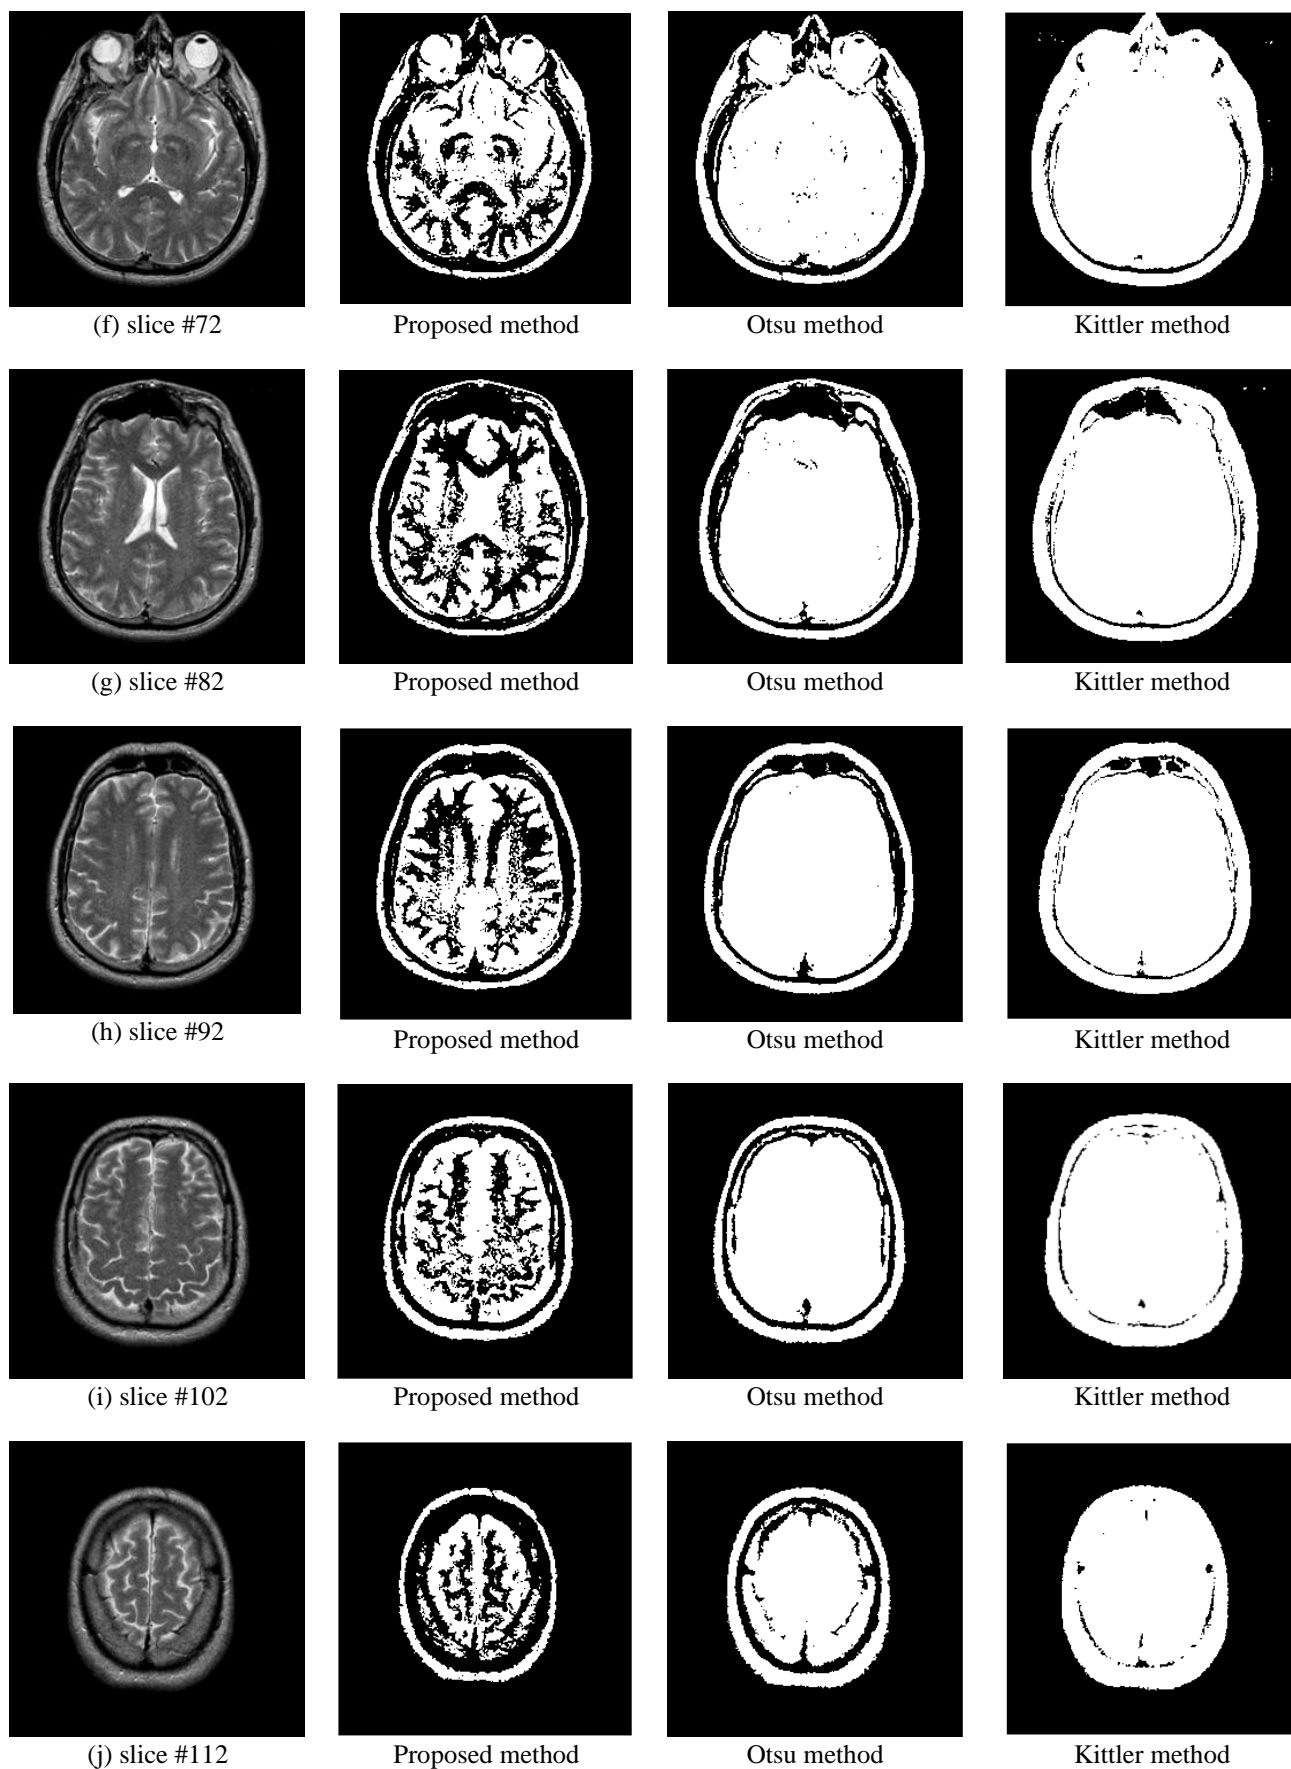 (f) slice #72 Proposed method Otsu method Kittler method
(g) slice #82 Proposed method Otsu method Kittler method
(h) slice #92 Proposed method Otsu method Kittler method
(i) slice #102 Proposed method Otsu method Kittler method
(j) slice #112 Proposed method Otsu method Kittler method